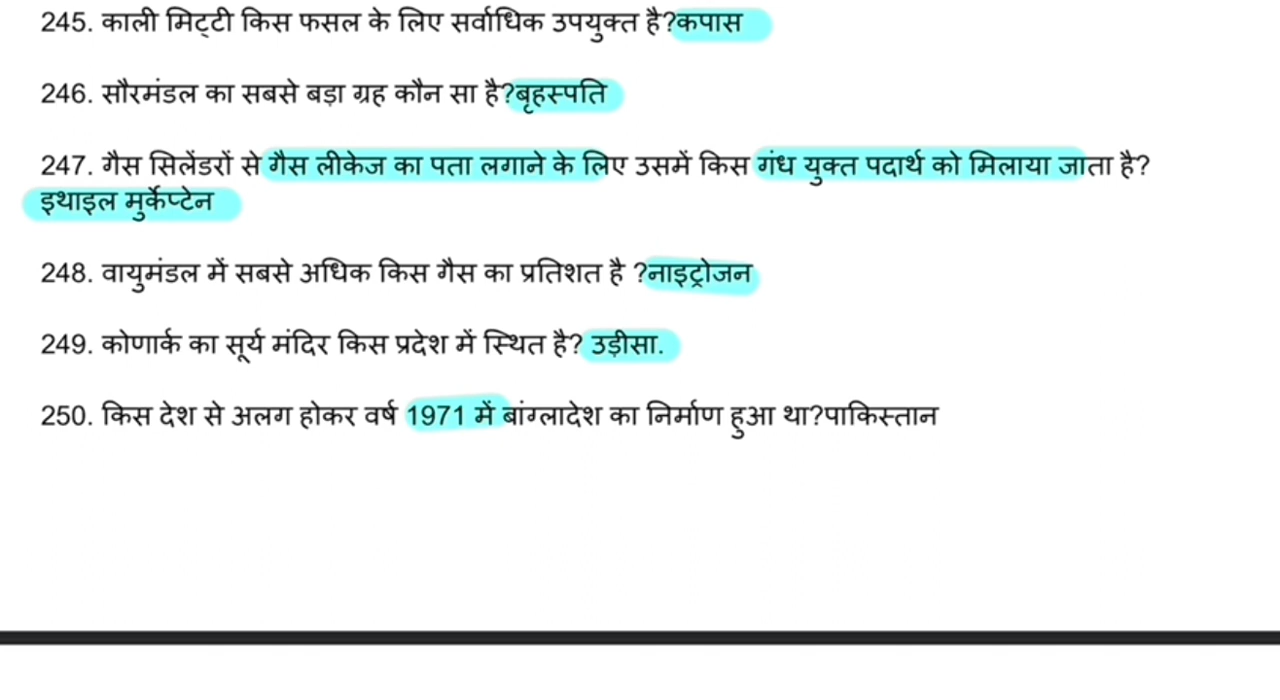 245. काली मिट्टी किस फसल के लिए सर्वाधिक उपयुक्त है?कपास
246. सौरमंडल का सबसे बड़ा ग्रह कौन सा है?बृहस्पति
247. गैस सिलेंडरों से गैस लीकेज का पता लगाने के लिए उसमें किस गंध युक्त पदार्थ को मिलाया जाता है?
इथाइल मुर्केप्टेन
248. वायुमंडल में सबसे अधिक किस गैस का प्रतिशत है ?नाइट्रोजन
249. कोणार्क का सूर्य मंदिर किस प्रदेश में स्थित है? उड़ीसा.
250. किस देश से अलग होकर वर्ष 1971 में बांग्लादेश का निर्माण हुआ था?पाकिस्तान